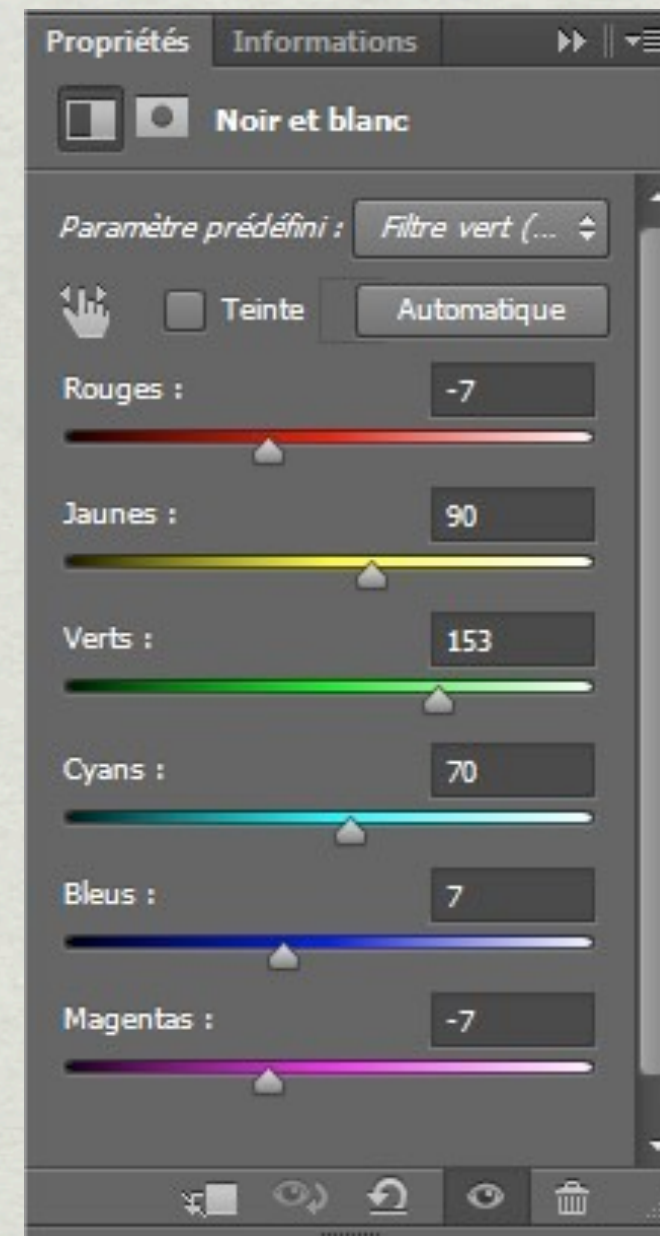 Propriétés Informations
Noir et blanc
Paramètre prédéfini : Filtre vert (...
Teinte Automatique
Rouges : -7
Jaunes : 90
Verts : 153
Cyans : 70
Bleus : 7
Magentas : -7